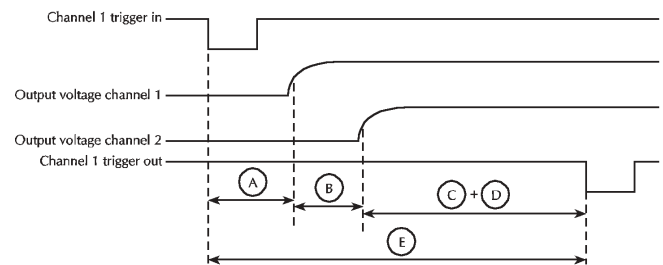 Channel 1 trigger in
Output voltage channel 1
Output voltage channel 2
Channel 1 trigger out
A
B
C + D
E